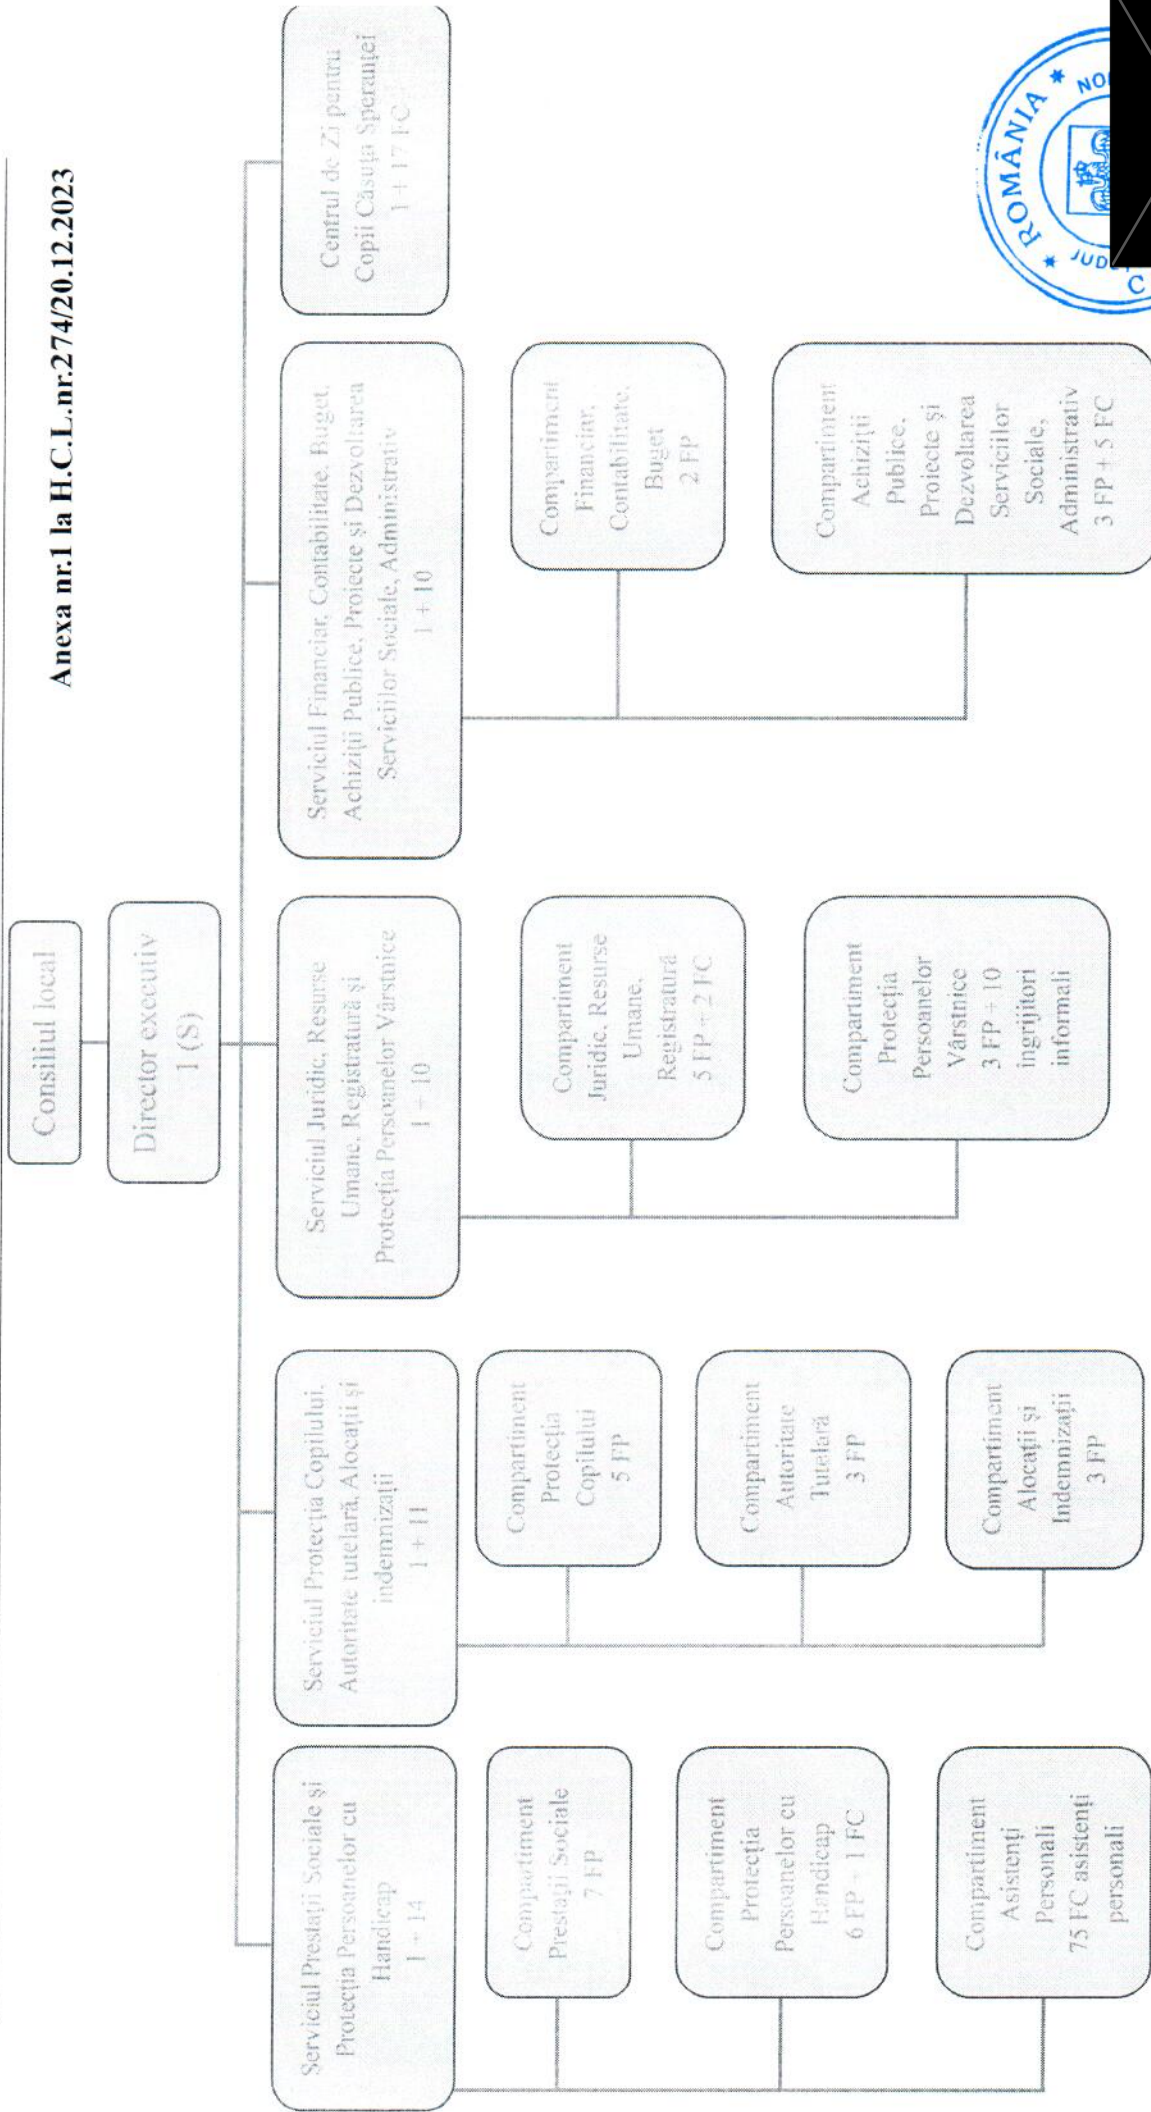 Anexa nr.1 la H.C.L.nr.274/20.12.2023
Consiliul local
Director executiv
1 (S)
Serviciul Prestații Sociale și
Protecția Persoanelor cu
Handicap
1 + 14
Compartiment
Prestații Sociale
7 FP
Compartiment
Protecția
Persoanelor cu
Handicap
6 FP + 1 FC
Compartiment
Asistenți
Personali
75 FC asistenți
personali
Serviciul Protecția Copilului,
Autoritate tutelară, Alocații și
indemnizații
1 + 11
Compartiment
Protecția
Copilului
5 FP
Compartiment
Autoritate
Tutelară
3 FP
Compartiment
Alocații și
Indemnizații
3 FP
Serviciul Juridic, Resurse
Umane, Registratură și
Protecția Persoanelor Vârstnice
1 + 10
Compartiment
Juridic, Resurse
Umane,
Registratură
5 FP + 2 FC
Compartiment
Protecția
Persoanelor
Vârstnice
3 FP + 10
ingrijitori
informali
Serviciul Financiar, Contabilitate, Buget,
Achiziții Publice, Proiecte și Dezvoltarea
Serviciilor Sociale, Administrativ
1 + 10
Compartiment
Financiar,
Contabilitate,
Buget
2 FP
Compartiment
Achiziții
Publice,
Proiecte și
Dezvoltarea
Serviciilor
Sociale,
Administrativ
3 FP + 5 FC
Centrul de Zi pentru
Copii Căsuța Speranței
1 + 17 FC
ROMÂNIA